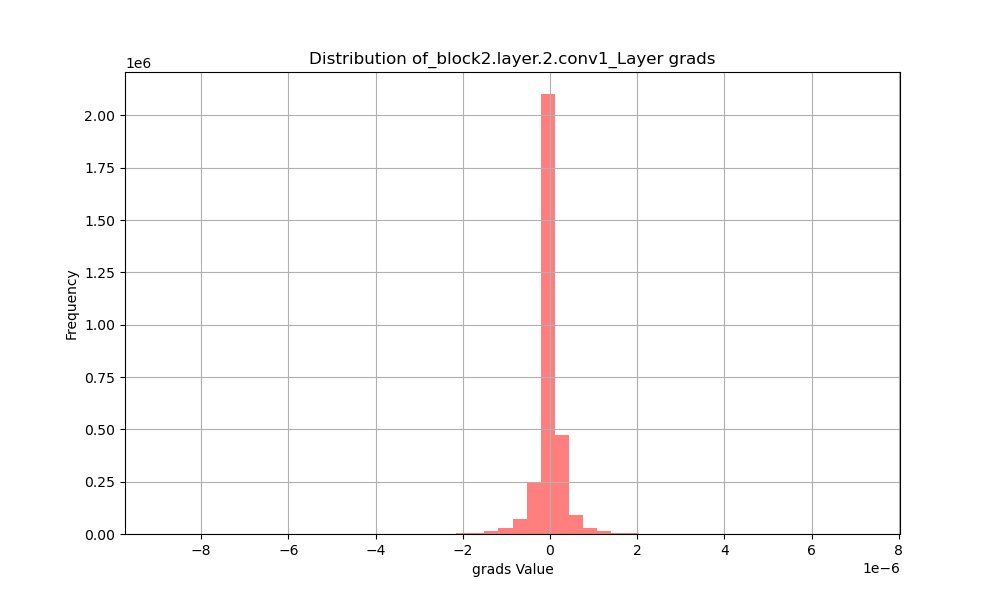 Distribution of_block2.layer.2.conv1_Layer grads
1e6
2.00
1.75
1.50
1.25
1.00
0.75
0.50
0.25
0.00
Frequency
−8 −6 −4 −2 0 2 4 6 8
1e−6
grads Value